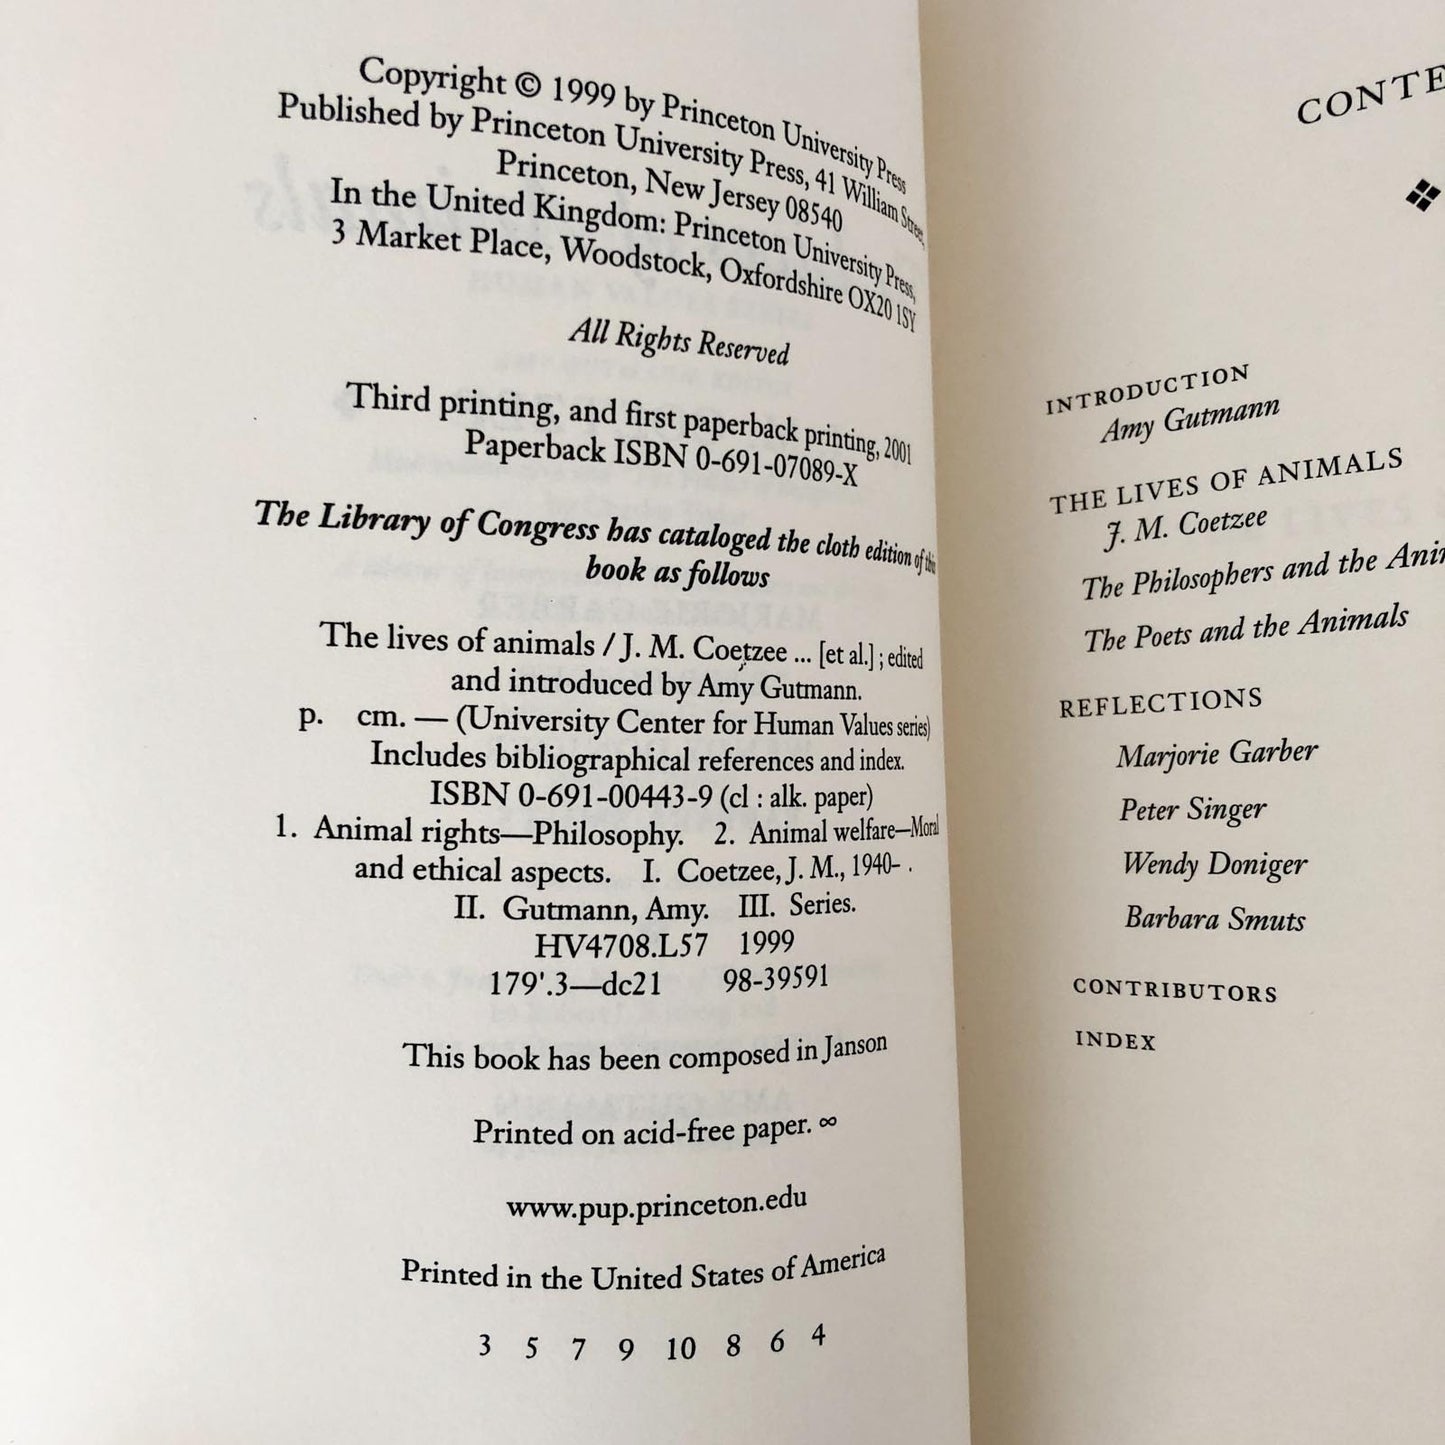 Copyright © 1999 by Princeton University Press
Published by Princeton University Press, 41 William Street,
Princeton, New Jersey 08540
In the United Kingdom: Princeton University Press,
3 Market Place, Woodstock, Oxfordshire OX20 1SY
All Rights Reserved
Third printing, and first paperback printing, 2001
Paperback ISBN 0-691-07089-X
The Library of Congress has cataloged the cloth edition of this
book as follows
The lives of animals / J. M. Coetzee ... [et al.] ; edited
and introduced by Amy Gutmann.
p. cm. — (University Center for Human Values series)
Includes bibliographical references and index.
ISBN 0-691-00443-9 (cl : alk. paper)
1. Animal rights—Philosophy. 2. Animal welfare—Moral
and ethical aspects. I. Coetzee, J. M., 1940- .
II. Gutmann, Amy. III. Series.
HV4708.L57 1999
179'.3—dc21 98-39591
This book has been composed in Janson
Printed on acid-free paper. ∞
www.pup.princeton.edu
Printed in the United States of America
3 5 7 9 10 8 6 4
CONTE
INTRODUCTION
Amy Gutmann
THE LIVES OF ANIMALS
J. M. Coetzee
The Philosophers and the Ani
The Poets and the Animals
REFLECTIONS
Marjorie Garber
Peter Singer
Wendy Doniger
Barbara Smuts
CONTRIBUTORS
INDEX